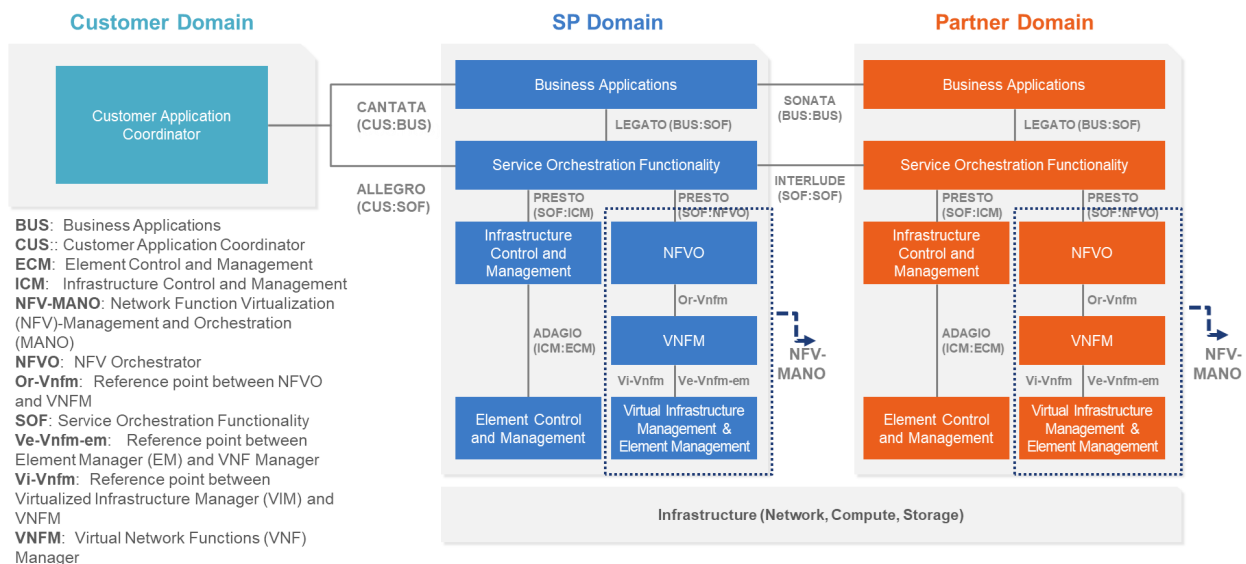 Customer Domain
SP Domain
Partner Domain
Customer Application
Coordinator
CANTATA
(CUS:BUS)
ALLEGRO
(CUS:SOF)
Business Applications
LEGATO (BUS:SOF)
Service Orchestration Functionality
PRESTO
(SOF:ICM)
PRESTO
(SOF:NFVO)
Infrastructure
Control and
Management
NFVO
Or-Vnfm
ADAGIO
(ICM:ECM)
VNFM
Vi-Vnfm
Ve-Vnfm-em
Element Control
and Management
Virtual Infrastructure
Management &
Element Management
NFV-
MANO
SONATA
(BUS:BUS)
INTERLUDE
(SOF:SOF)
Business Applications
LEGATO (BUS:SOF)
Service Orchestration Functionality
PRESTO
(SOF:ICM)
PRESTO
(SOF:NFVO)
Infrastructure
Control and
Management
NFVO
Or-Vnfm
ADAGIO
(ICM:ECM)
VNFM
Vi-Vnfm
Ve-Vnfm-em
Element Control
and Management
Virtual Infrastructure
Management &
Element Management
NFV-
MANO
Infrastructure (Network, Compute, Storage)
BUS: Business Applications
CUS:: Customer Application Coordinator
ECM: Element Control and Management
ICM: Infrastructure Control and Management
NFV-MANO: Network Function Virtualization
(NFV)-Management and Orchestration
(MANO)
NFVO: NFV Orchestrator
Or-Vnfm: Reference point between NFVO
and VNFM
SOF: Service Orchestration Functionality
Ve-Vnfm-em: Reference point between
Element Manager (EM) and VNF Manager
Vi-Vnfm: Reference point between
Virtualized Infrastructure Manager (VIM) and
VNFM
VNFM: Virtual Network Functions (VNF)
Manager